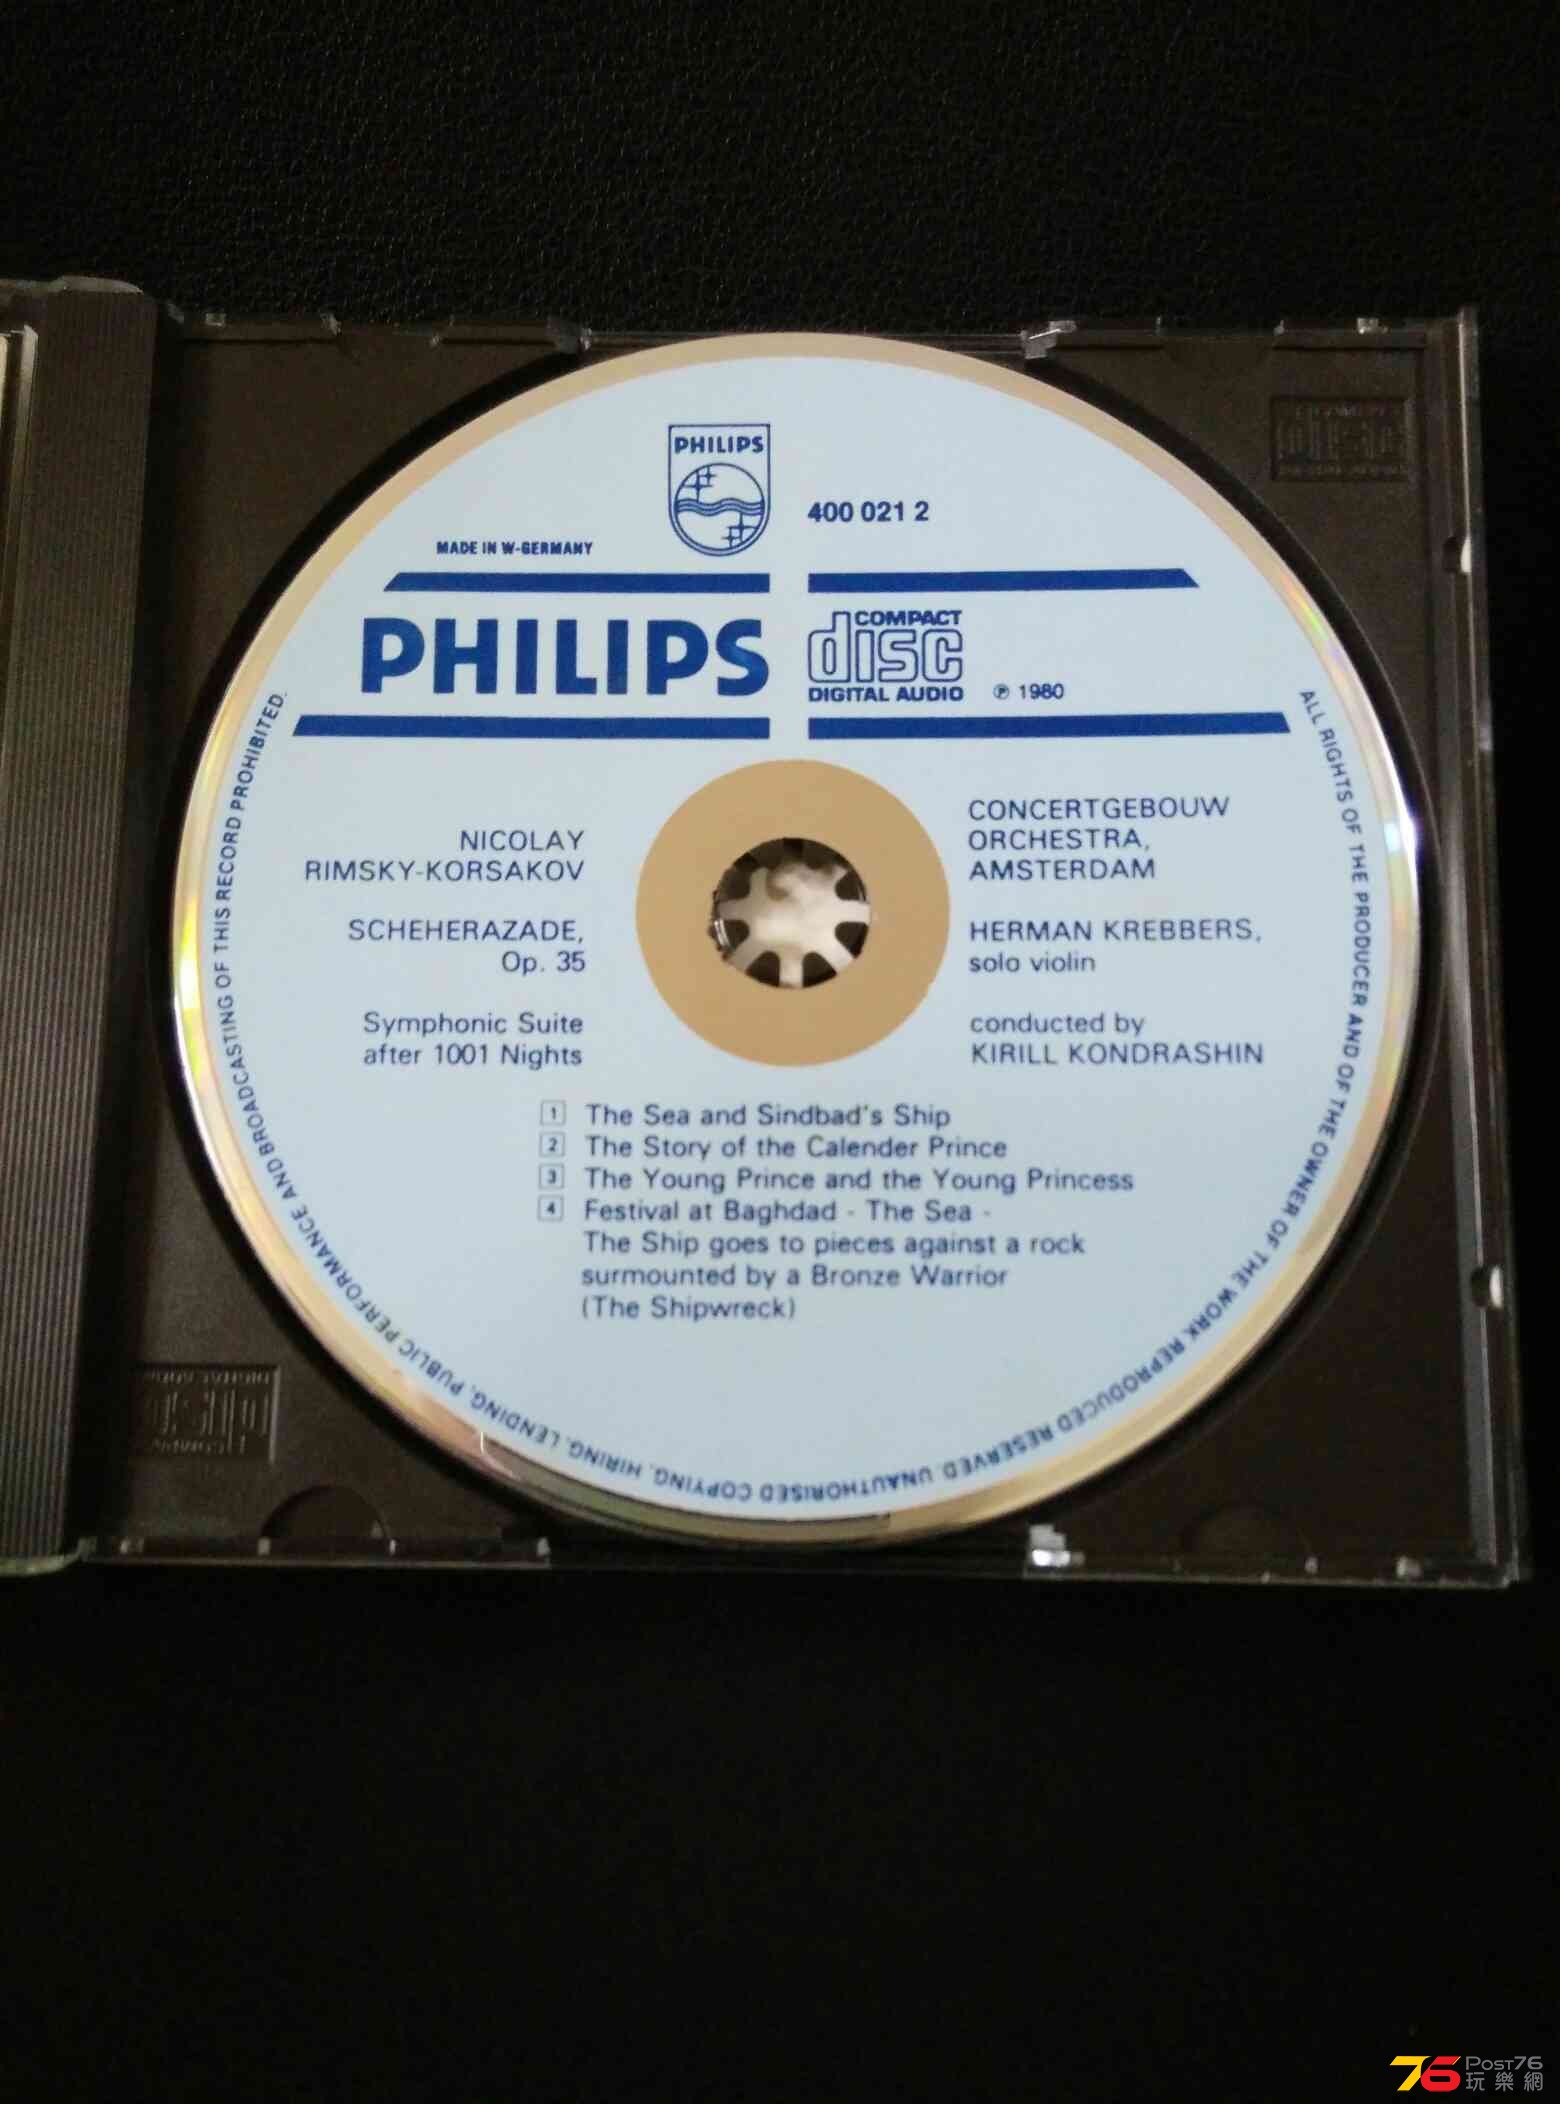 PHILIPS
400 021 2
MADE IN W-GERMANY
PHILIPS
COMPACT
disc
DIGITAL AUDIO
℗ 1980
NICOLAY
RIMSKY-KORSAKOV
SCHEHERAZADE,
Op. 35
Symphonic Suite
after 1001 Nights
CONCERTGEBOUW
ORCHESTRA,
AMSTERDAM
HERMAN KREBBERS,
solo violin
conducted by
KIRILL KONDRASHIN
1 The Sea and Sindbad's Ship
2 The Story of the Calender Prince
3 The Young Prince and the Young Princess
4 Festival at Baghdad - The Sea -
The Ship goes to pieces against a rock
surmounted by a Bronze Warrior
(The Shipwreck)
ALL RIGHTS OF THE PRODUCER AND OF THE OWNER OF THE WORK REPRODUCED RESERVED. UNAUTHORISED COPYING, HIRING, LENDING, PUBLIC PERFORMANCE AND BROADCASTING OF THIS RECORD PROHIBITED.
COMPACT
disc
DIGITAL AUDIO
76 POST76
玩樂網